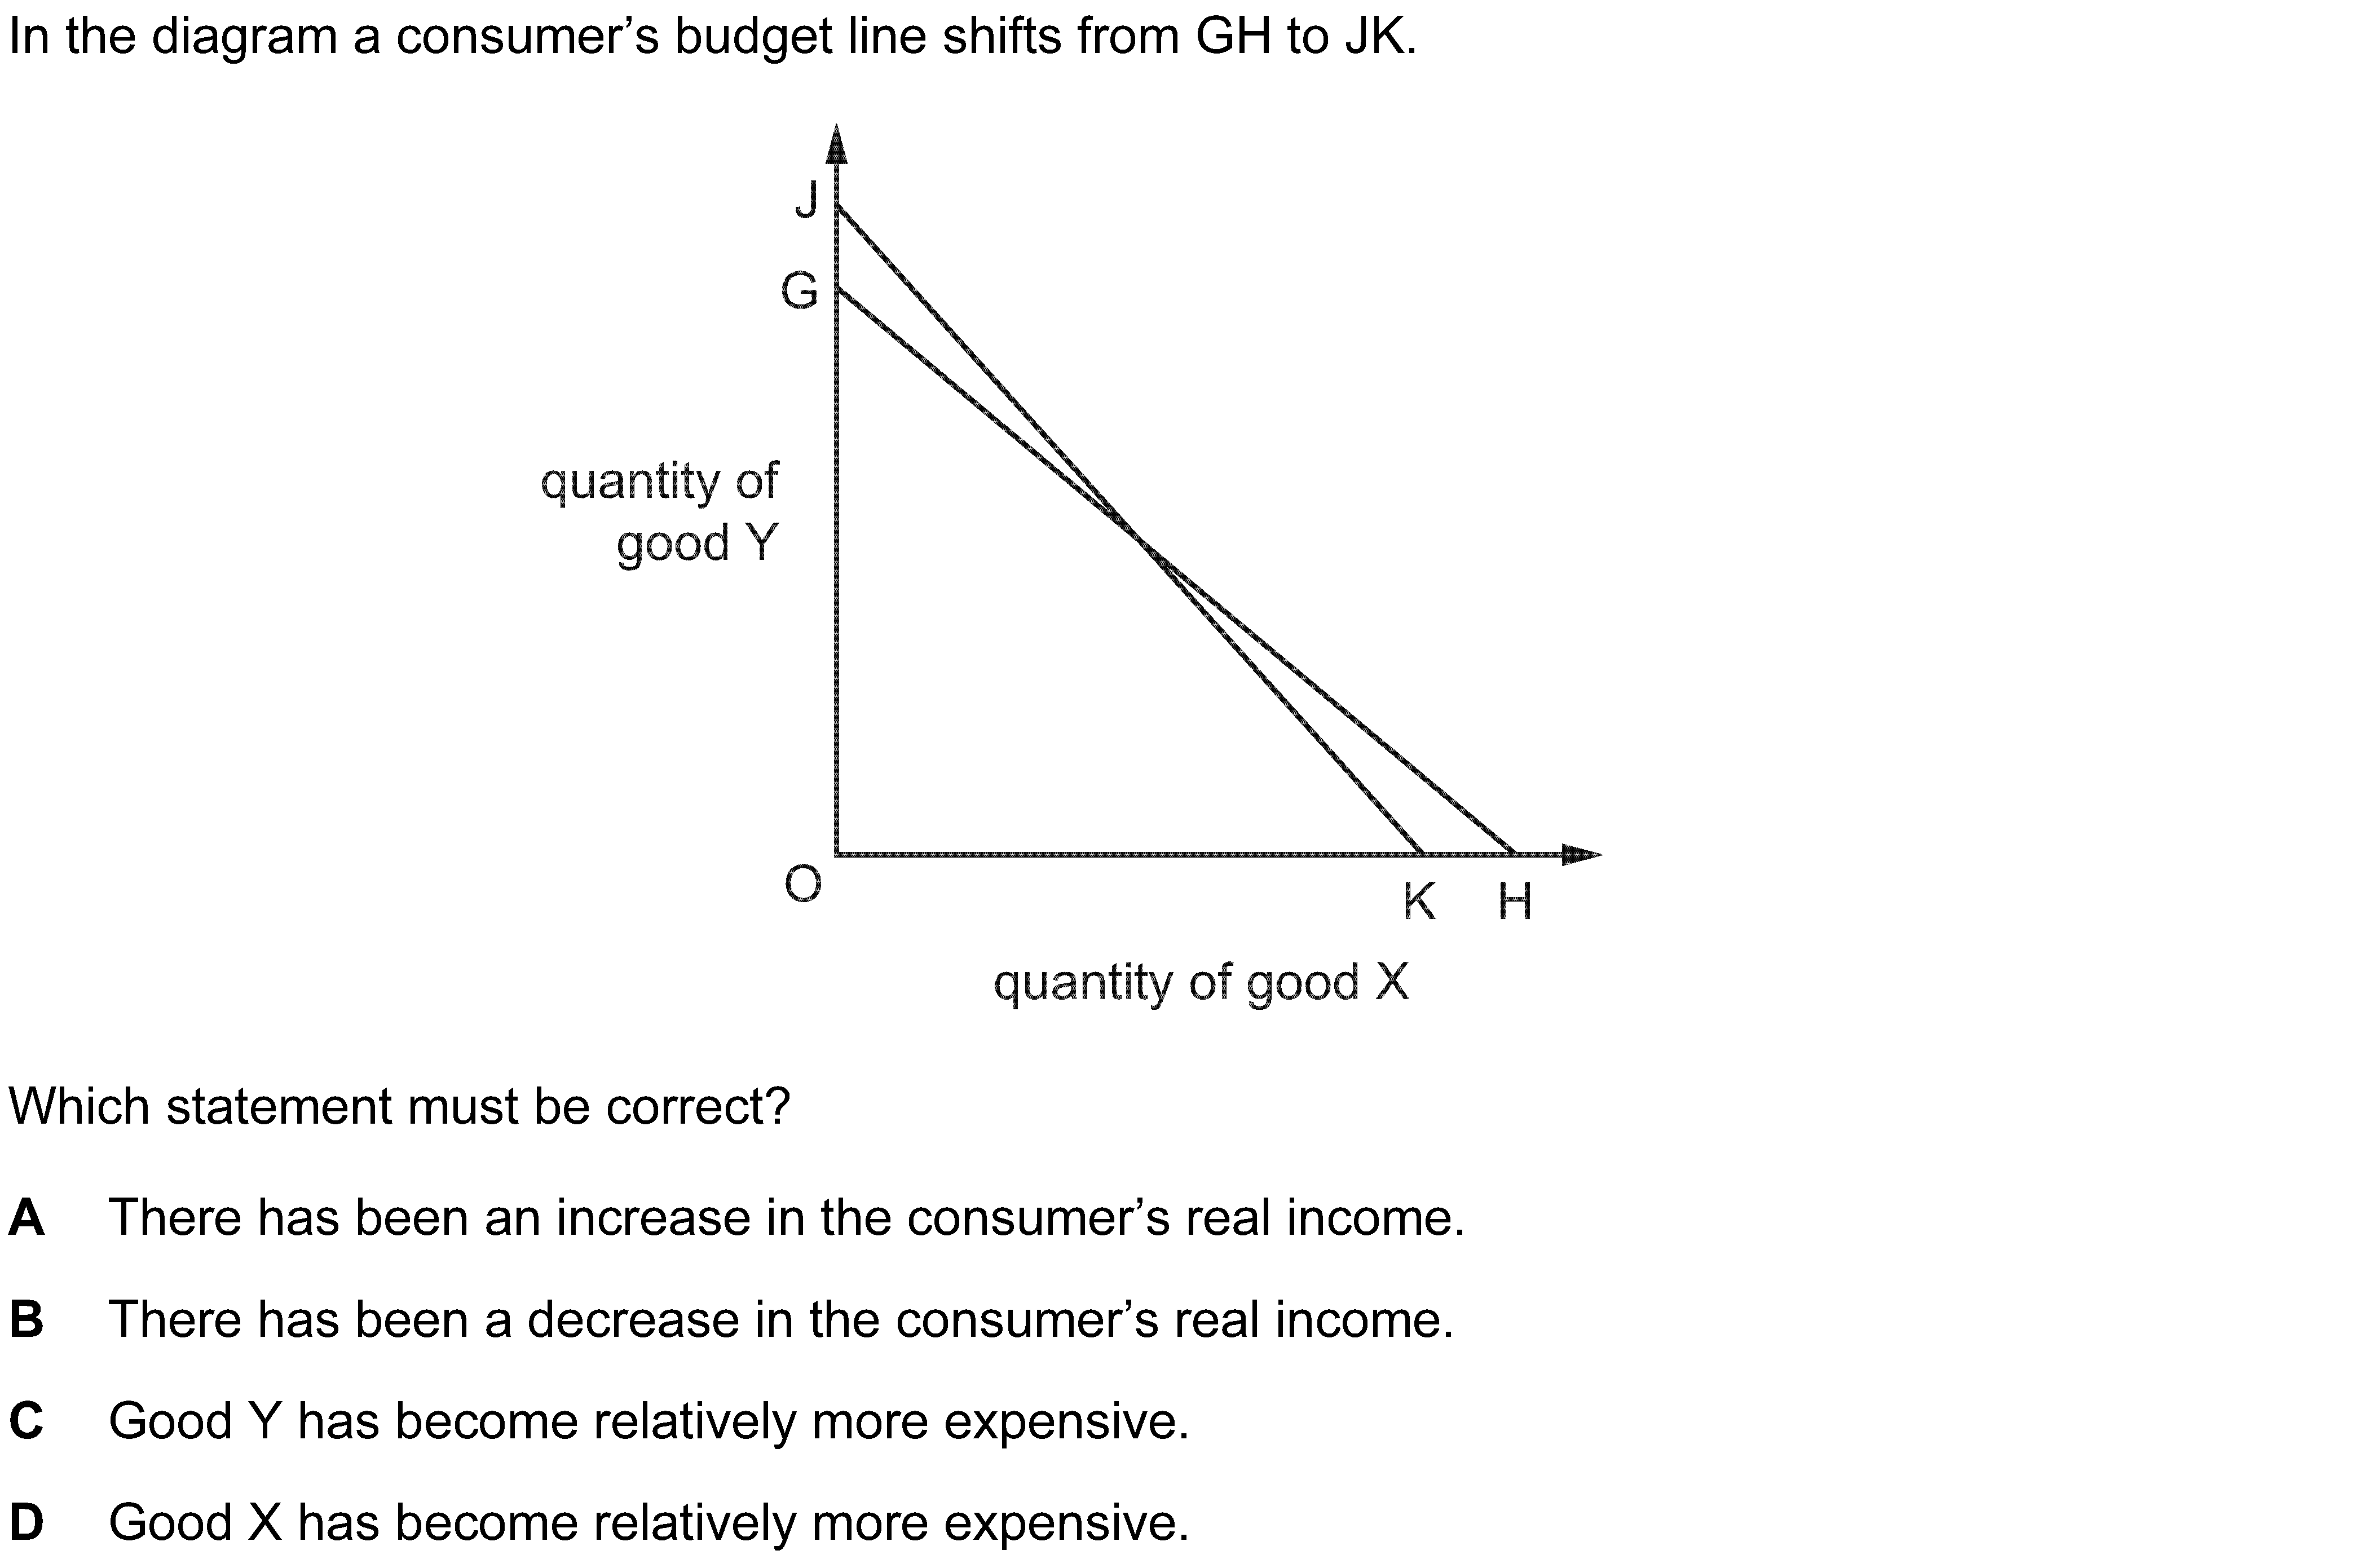 In the diagram a consumer’s budget line shifts from GH to JK.
J
G
quantity of
good Y
O
K H
quantity of good X
Which statement must be correct?
A There has been an increase in the consumer’s real income.
B There has been a decrease in the consumer’s real income.
C Good Y has become relatively more expensive.
D Good X has become relatively more expensive.